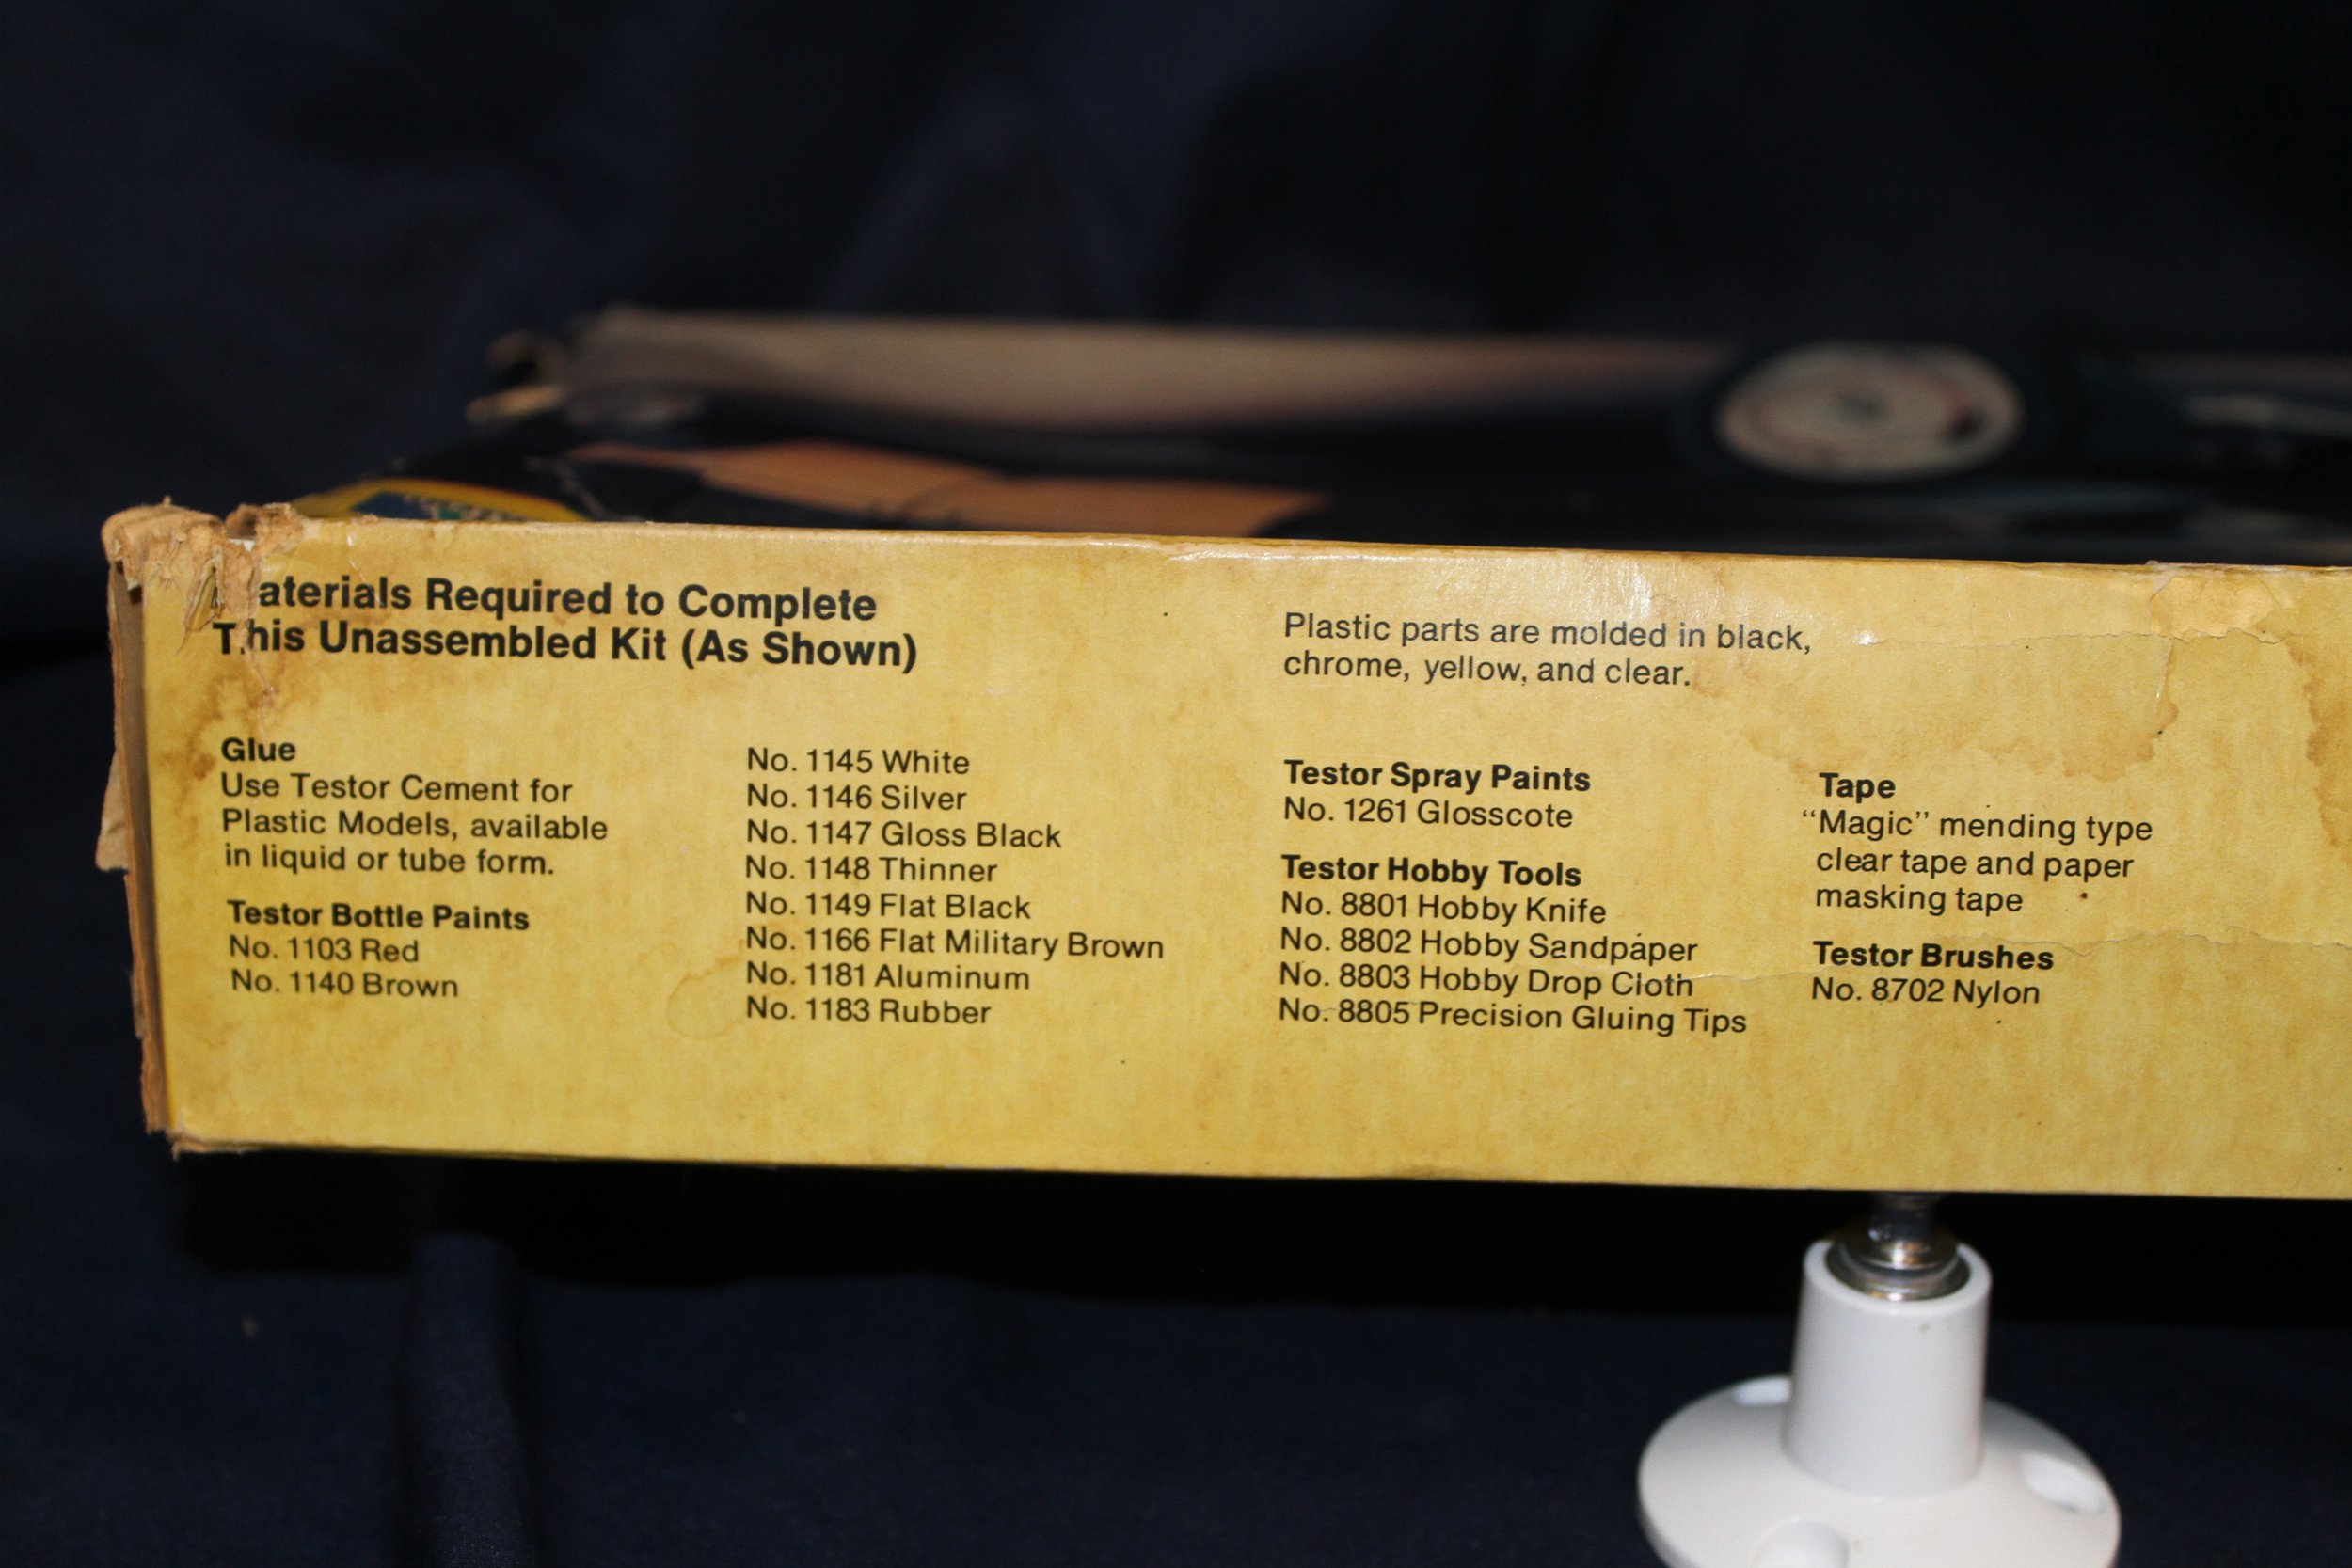 aterials Required to Complete
This Unassembled Kit (As Shown)
Glue
Use Testor Cement for
Plastic Models, available
in liquid or tube form.
Testor Bottle Paints
No. 1103 Red
No. 1140 Brown
No. 1145 White
No. 1146 Silver
No. 1147 Gloss Black
No. 1148 Thinner
No. 1149 Flat Black
No. 1166 Flat Military Brown
No. 1181 Aluminum
No. 1183 Rubber
Plastic parts are molded in black,
chrome, yellow, and clear.
Testor Spray Paints
No. 1261 Glosscote
Testor Hobby Tools
No. 8801 Hobby Knife
No. 8802 Hobby Sandpaper
No. 8803 Hobby Drop Cloth
No. 8805 Precision Gluing Tips
Tape
“Magic” mending type
clear tape and paper
masking tape
Testor Brushes
No. 8702 Nylon